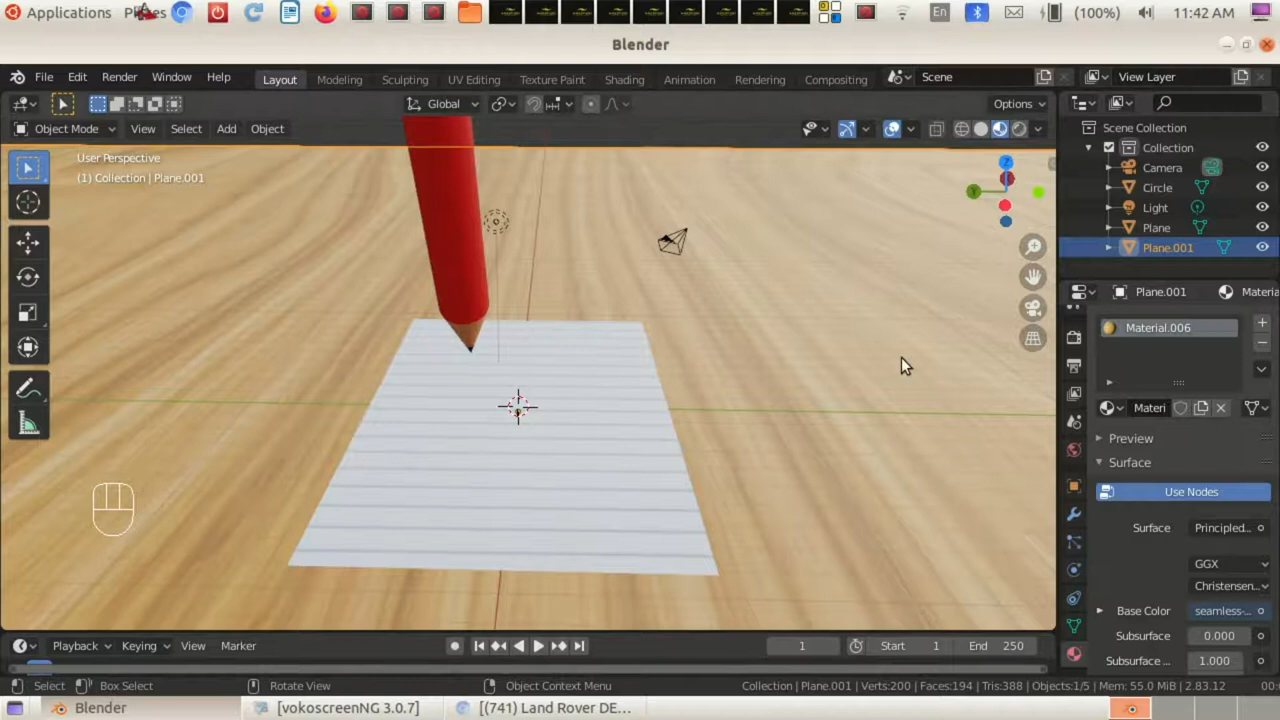 Applications Places En (100%) 11:42 AM
Blender
File Edit Render Window Help Layout Modeling Sculpting UV Editing Texture Paint Shading Animation Rendering Compositing Scene View Layer
Global Options
Object Mode View Select Add Object
User Perspective
(1) Collection | Plane.001
Scene Collection
Collection
Camera
Circle
Light
Plane
Plane.001
Plane.001 Materia
Material.006
Materi
Preview
Surface
Use Nodes
Surface Principled...
GGX
Christensen...
Base Color seamless-...
Subsurface 0.000
Subsurface ... 1.000
Playback Keying View Marker 1 Start 1 End 250
Select Box Select Rotate View Object Context Menu Collection | Plane.001 | Verts:200 | Faces:194 | Tris:388 | Objects:1/5 | Mem: 55.0 MiB | 2.83.12 00:
Blender [vokoscreenNG 3.0.7] [(741) Land Rover DE...